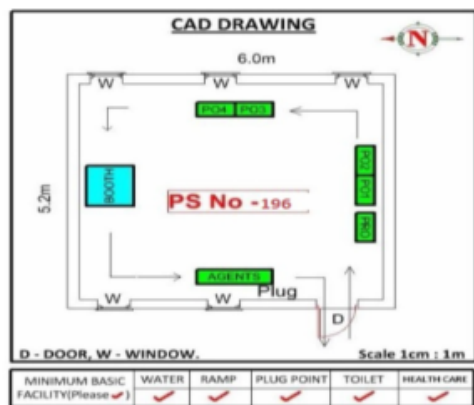 CAD DRAWING
N
6.0m
W W W
PO4 PO3
5.2m
BOOTH
PO2
PO1
PS No -196
PRO
AGENTS
Plug
W W
D
D - DOOR, W - WINDOW. Scale 1cm : 1m
MINIMUM BASIC FACILITY(Please ✓) WATER RAMP PLUG POINT TOILET HEALTH CARE
✓ ✓ ✓ ✓ ✓